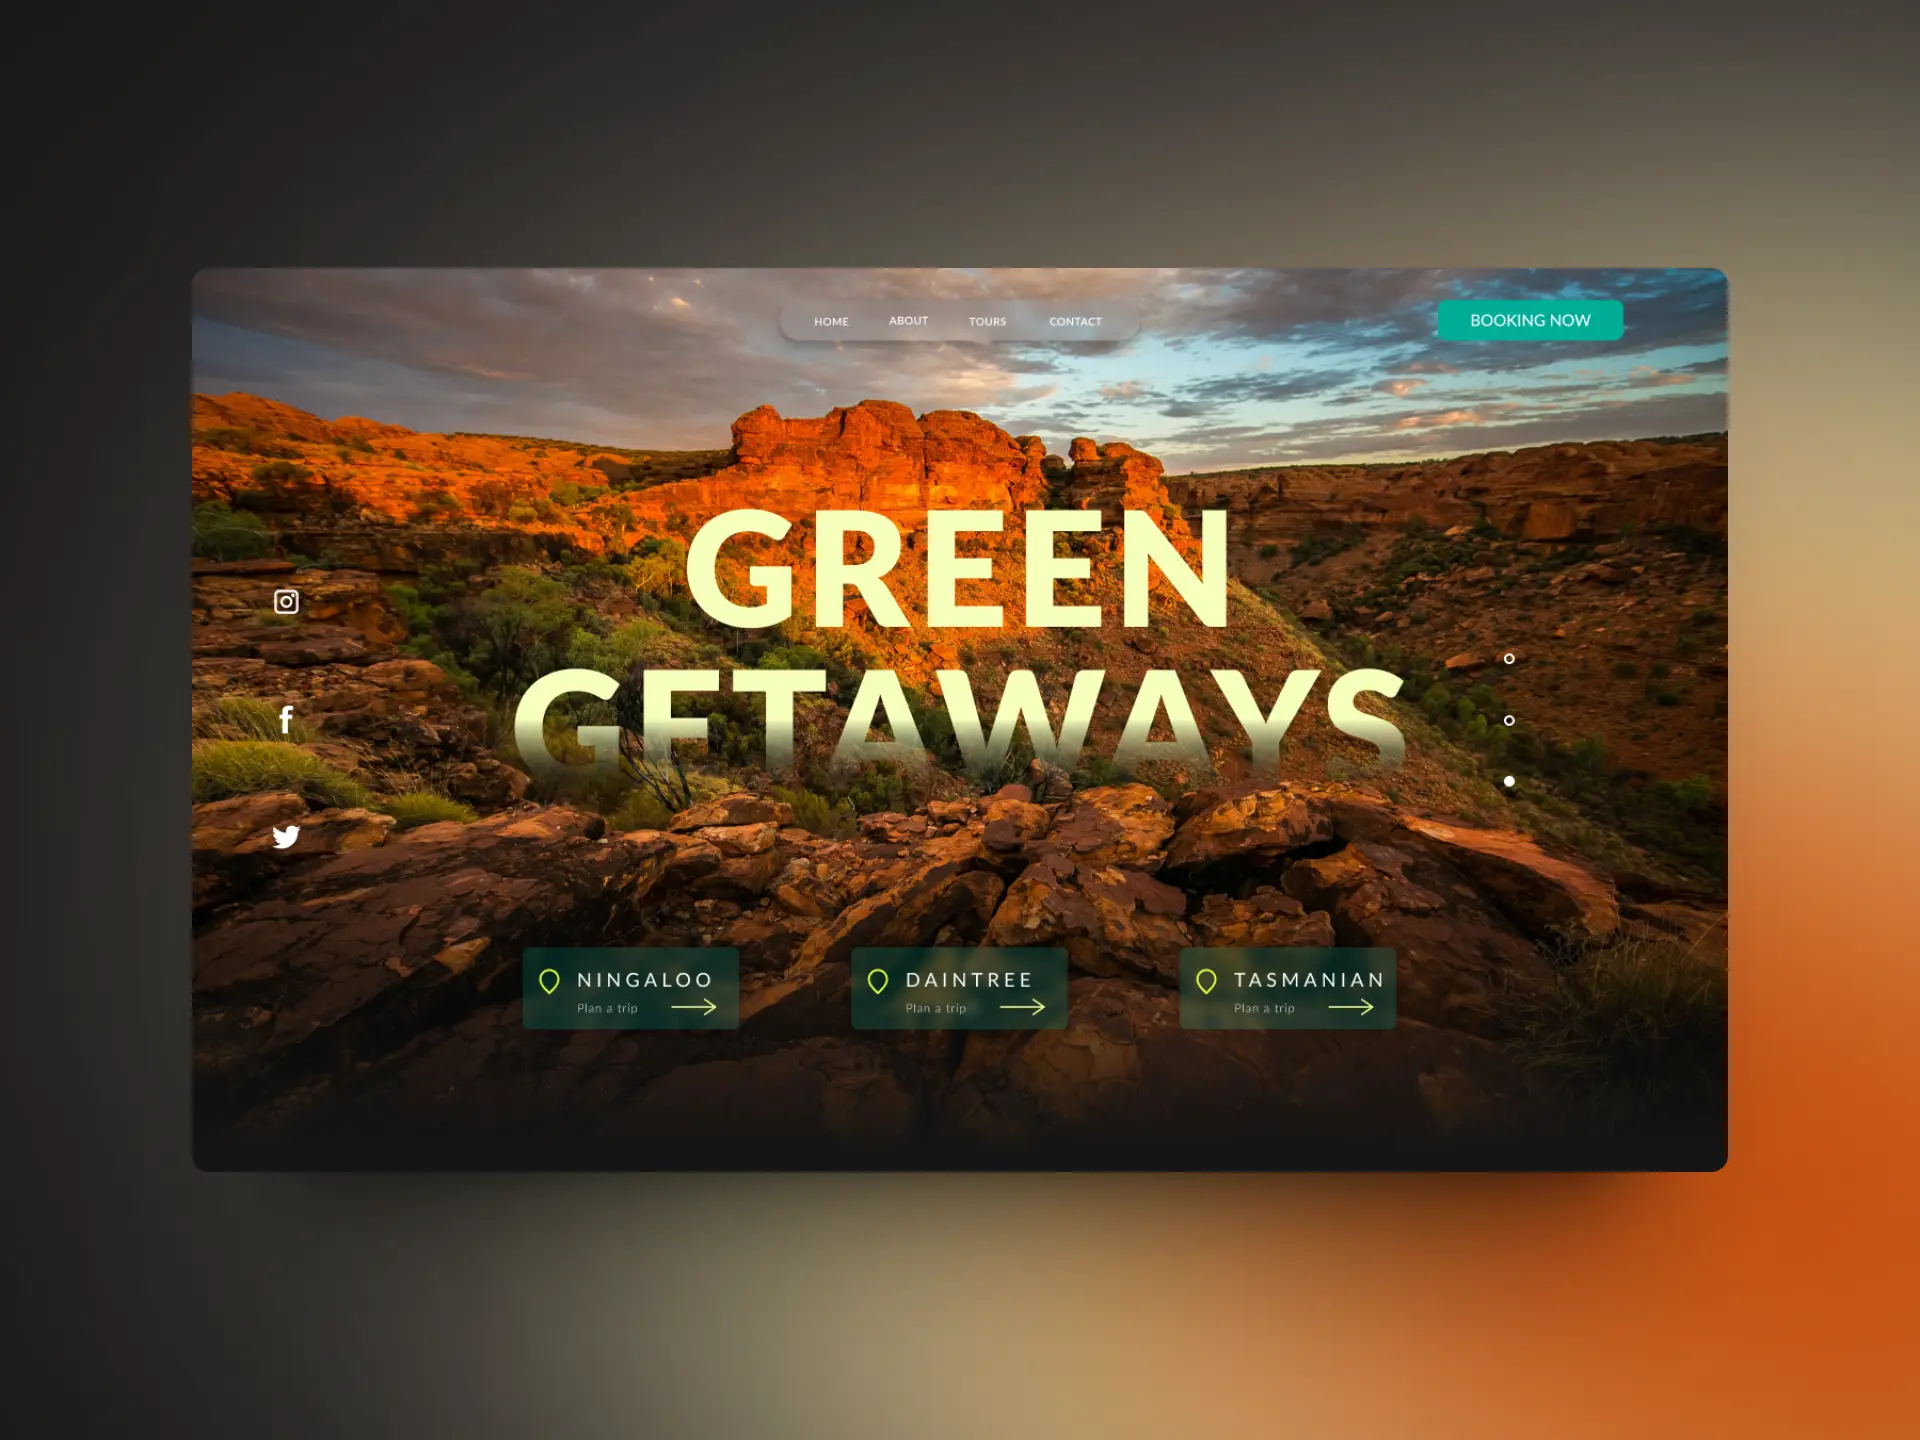 HOME ABOUT TOURS CONTACT BOOKING NOW
GREEN
GETAWAYS
NINGALOO
Plan a trip
DAINTREE
Plan a trip
TASMANIAN
Plan a trip